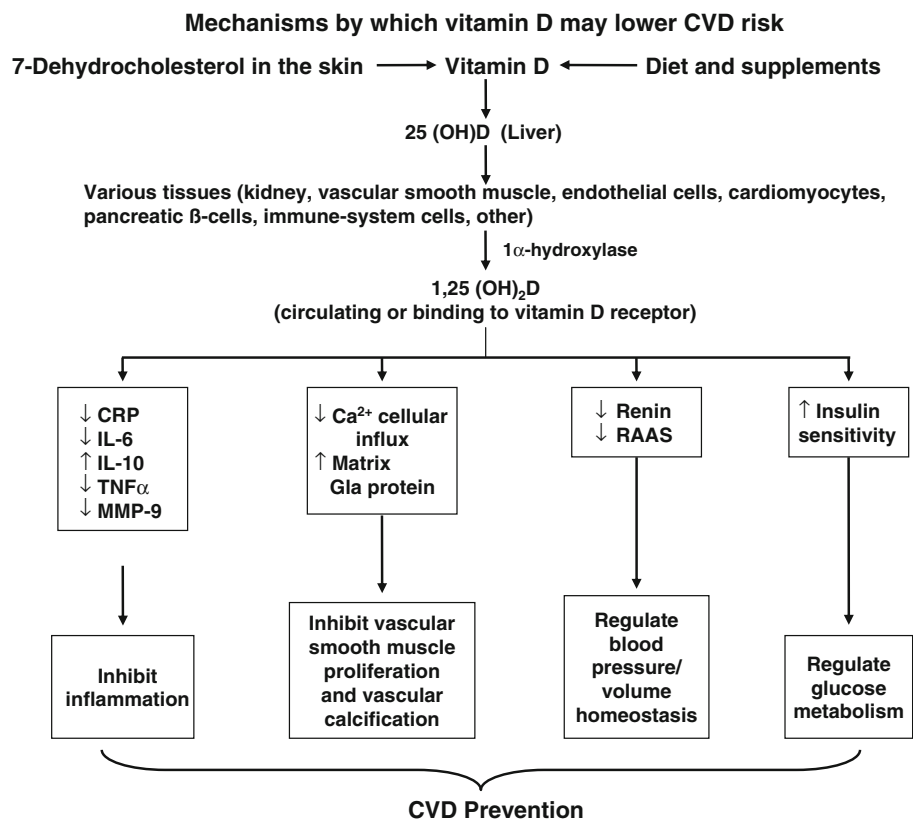 Mechanisms by which vitamin D may lower CVD risk
7-Dehydrocholesterol in the skin → Vitamin D ← Diet and supplements
25 (OH)D (Liver)
Various tissues (kidney, vascular smooth muscle, endothelial cells, cardiomyocytes,
pancreatic ß-cells, immune-system cells, other)
1α-hydroxylase
1,25 (OH)₂D
(circulating or binding to vitamin D receptor)
↓ CRP
↓ IL-6
↑ IL-10
↓ TNFα
↓ MMP-9
↓ Ca²⁺ cellular
influx
↑ Matrix
Gla protein
↓ Renin
↓ RAAS
↑ Insulin
sensitivity
Inhibit
inflammation
Inhibit vascular
smooth muscle
proliferation
and vascular
calcification
Regulate
blood
pressure/
volume
homeostasis
Regulate
glucose
metabolism
CVD Prevention